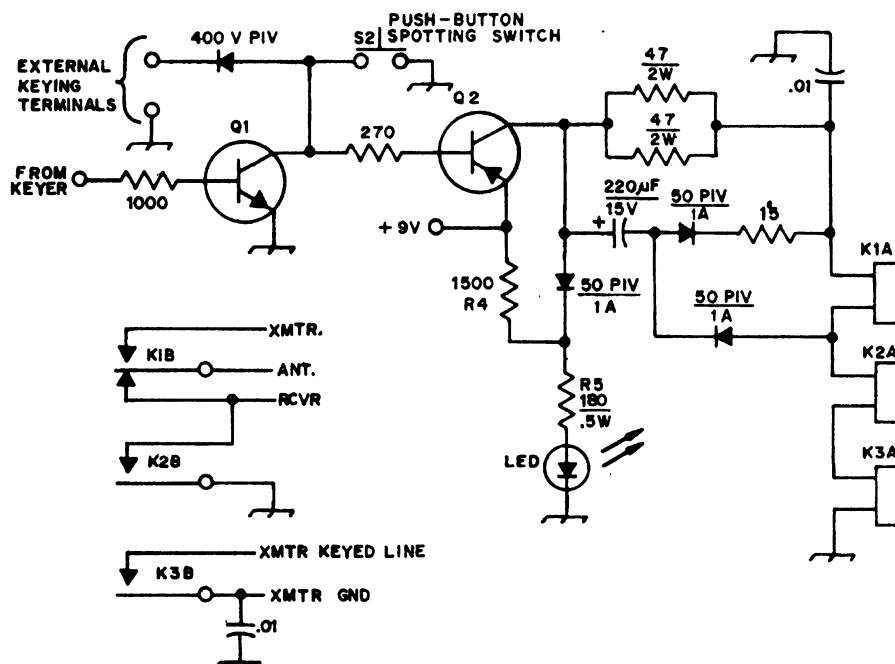 EXTERNAL
KEYING
TERMINALS
400 V PIV
PUSH-BUTTON
S2 SPOTTING SWITCH
Q1
270
Q2
47
2W
47
2W
.01
FROM
KEYER
1000
+9V
1500
R4
220µF
15V
+
50 PIV
1A
15
50 PIV
1A
50 PIV
1A
K1A
K2A
K3A
R5
180
.5W
LED
XMTR.
K1B
ANT.
RCVR
K2B
XMTR KEYED LINE
K3B
XMTR GND
.01